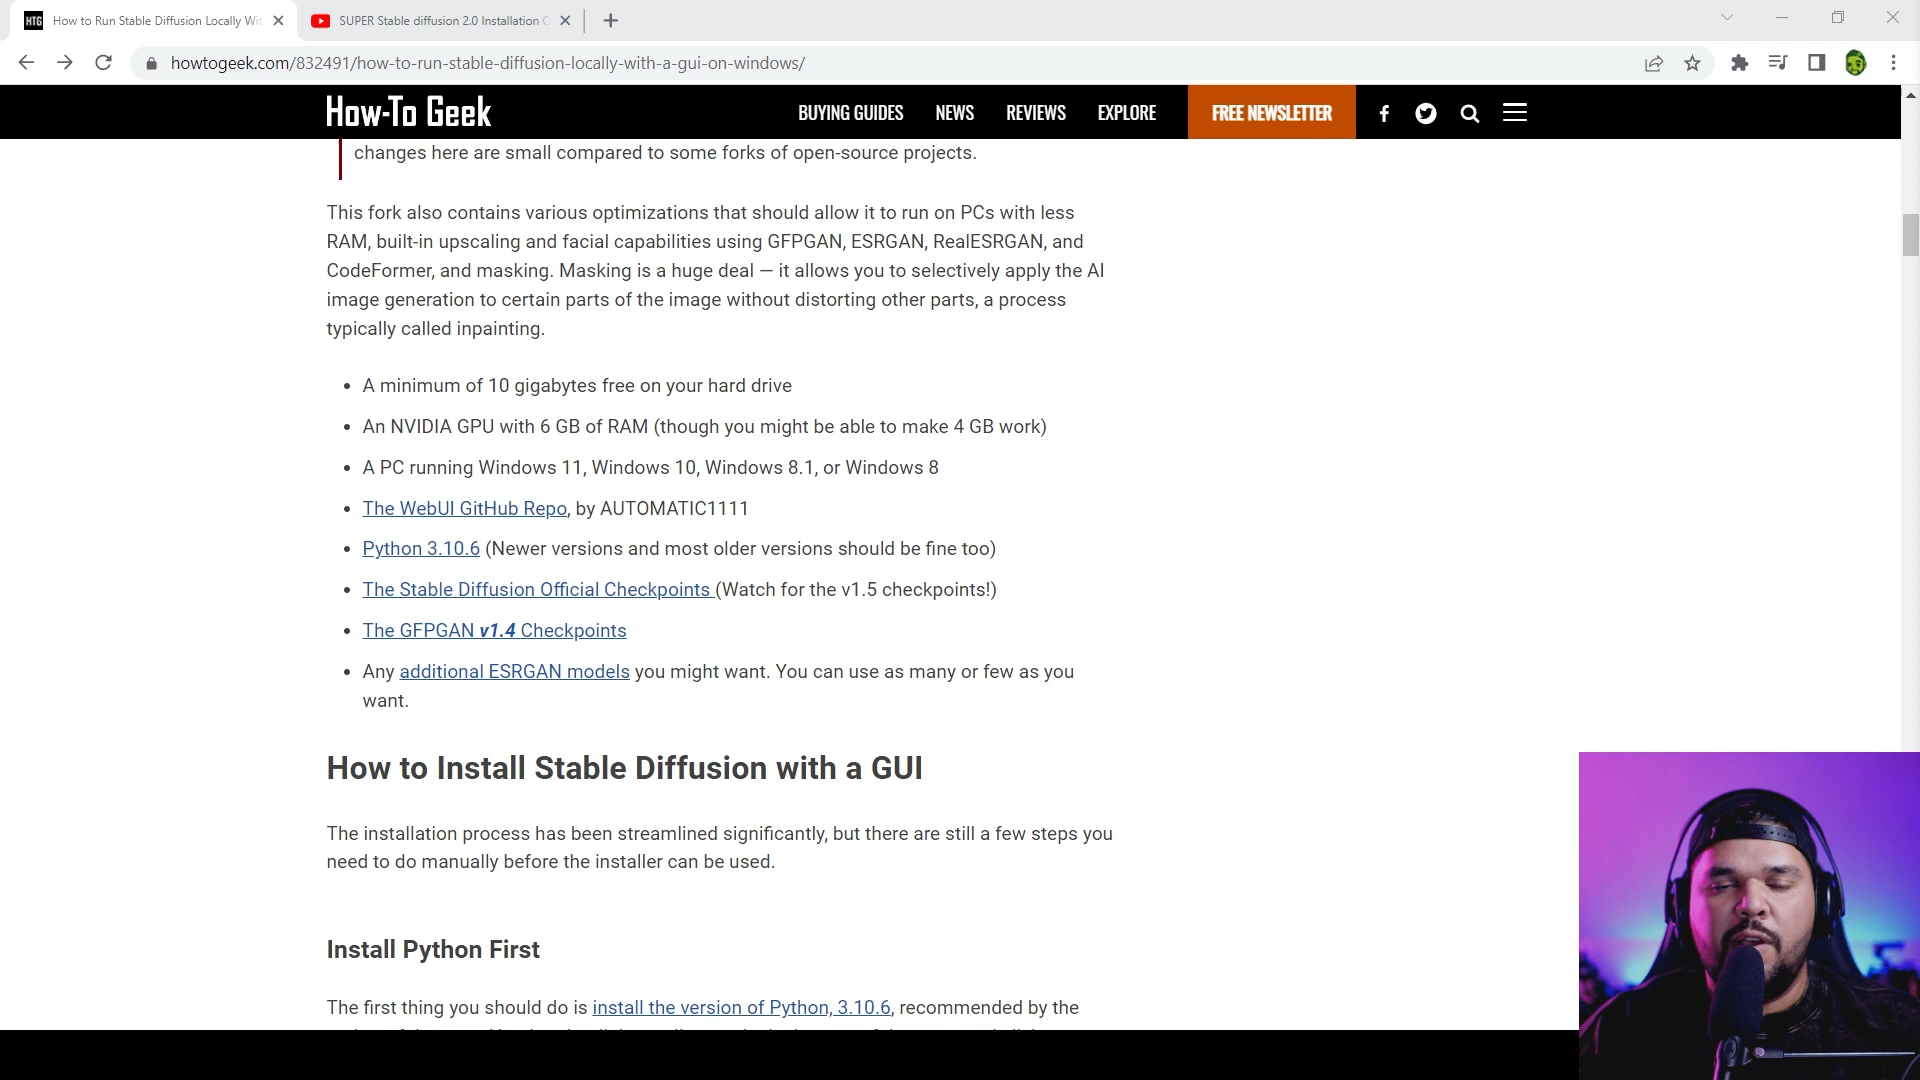 HTG How to Run Stable Diffusion Locally Wit
SUPER Stable diffusion 2.0 Installation
howtogeek.com/832491/how-to-run-stable-diffusion-locally-with-a-gui-on-windows/
How-To Geek
BUYING GUIDES NEWS REVIEWS EXPLORE FREE NEWSLETTER
changes here are small compared to some forks of open-source projects.
This fork also contains various optimizations that should allow it to run on PCs with less
RAM, built-in upscaling and facial capabilities using GFPGAN, ESRGAN, RealESRGAN, and
CodeFormer, and masking. Masking is a huge deal — it allows you to selectively apply the AI
image generation to certain parts of the image without distorting other parts, a process
typically called inpainting.
• A minimum of 10 gigabytes free on your hard drive
• An NVIDIA GPU with 6 GB of RAM (though you might be able to make 4 GB work)
• A PC running Windows 11, Windows 10, Windows 8.1, or Windows 8
• The WebUI GitHub Repo, by AUTOMATIC1111
• Python 3.10.6 (Newer versions and most older versions should be fine too)
• The Stable Diffusion Official Checkpoints (Watch for the v1.5 checkpoints!)
• The GFPGAN v1.4 Checkpoints
• Any additional ESRGAN models you might want. You can use as many or few as you
want.
How to Install Stable Diffusion with a GUI
The installation process has been streamlined significantly, but there are still a few steps you
need to do manually before the installer can be used.
Install Python First
The first thing you should do is install the version of Python, 3.10.6, recommended by the